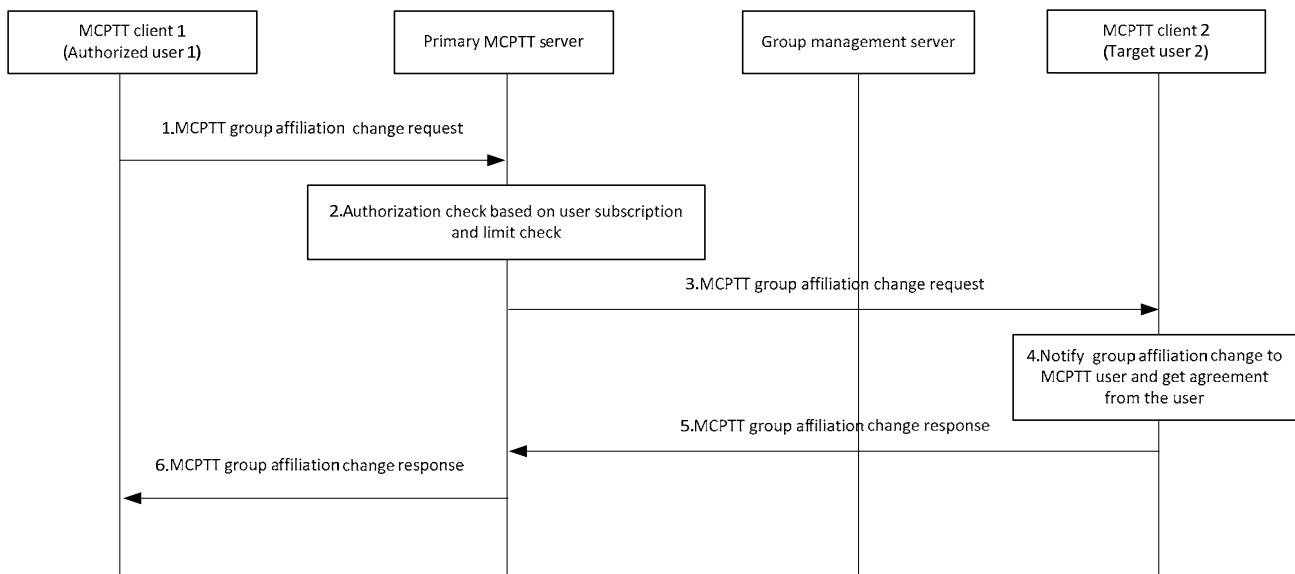 MCPTT client 1
(Authorized user 1)
Primary MCPTT server
Group management server
MCPTT client 2
(Target user 2)
1.MCPTT group affiliation change request
2.Authorization check based on user subscription
and limit check
3.MCPTT group affiliation change request
4.Notify group affiliation change to
MCPTT user and get agreement
from the user
5.MCPTT group affiliation change response
6.MCPTT group affiliation change response